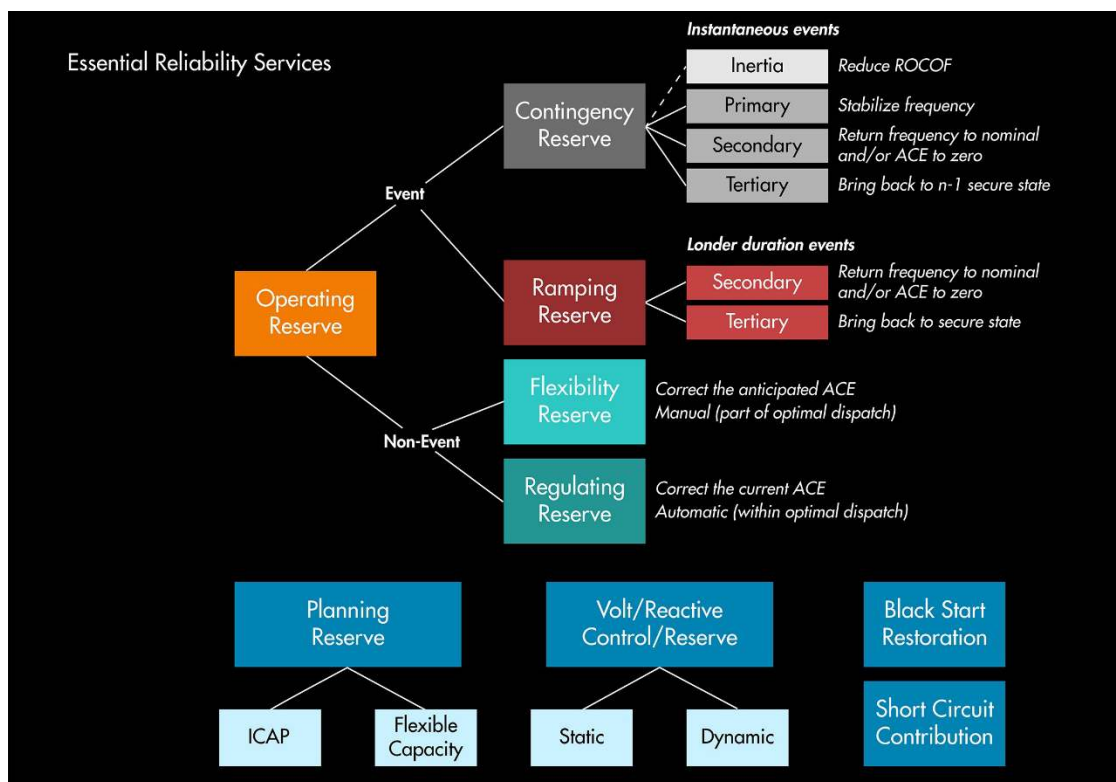 Essential Reliability Services
Instantaneous events
Inertia
Reduce ROCOF
Contingency
Reserve
Primary
Stabilize frequency
Secondary
Return frequency to nominal
and/or ACE to zero
Tertiary
Bring back to n-1 secure state
Event
Londer duration events
Operating
Reserve
Ramping
Reserve
Secondary
Return frequency to nominal
and/or ACE to zero
Tertiary
Bring back to secure state
Flexibility
Reserve
Correct the anticipated ACE
Manual (part of optimal dispatch)
Non-Event
Regulating
Reserve
Correct the current ACE
Automatic (within optimal dispatch)
Planning
Reserve
Volt/Reactive
Control/Reserve
Black Start
Restoration
ICAP
Flexible
Capacity
Static
Dynamic
Short Circuit
Contribution